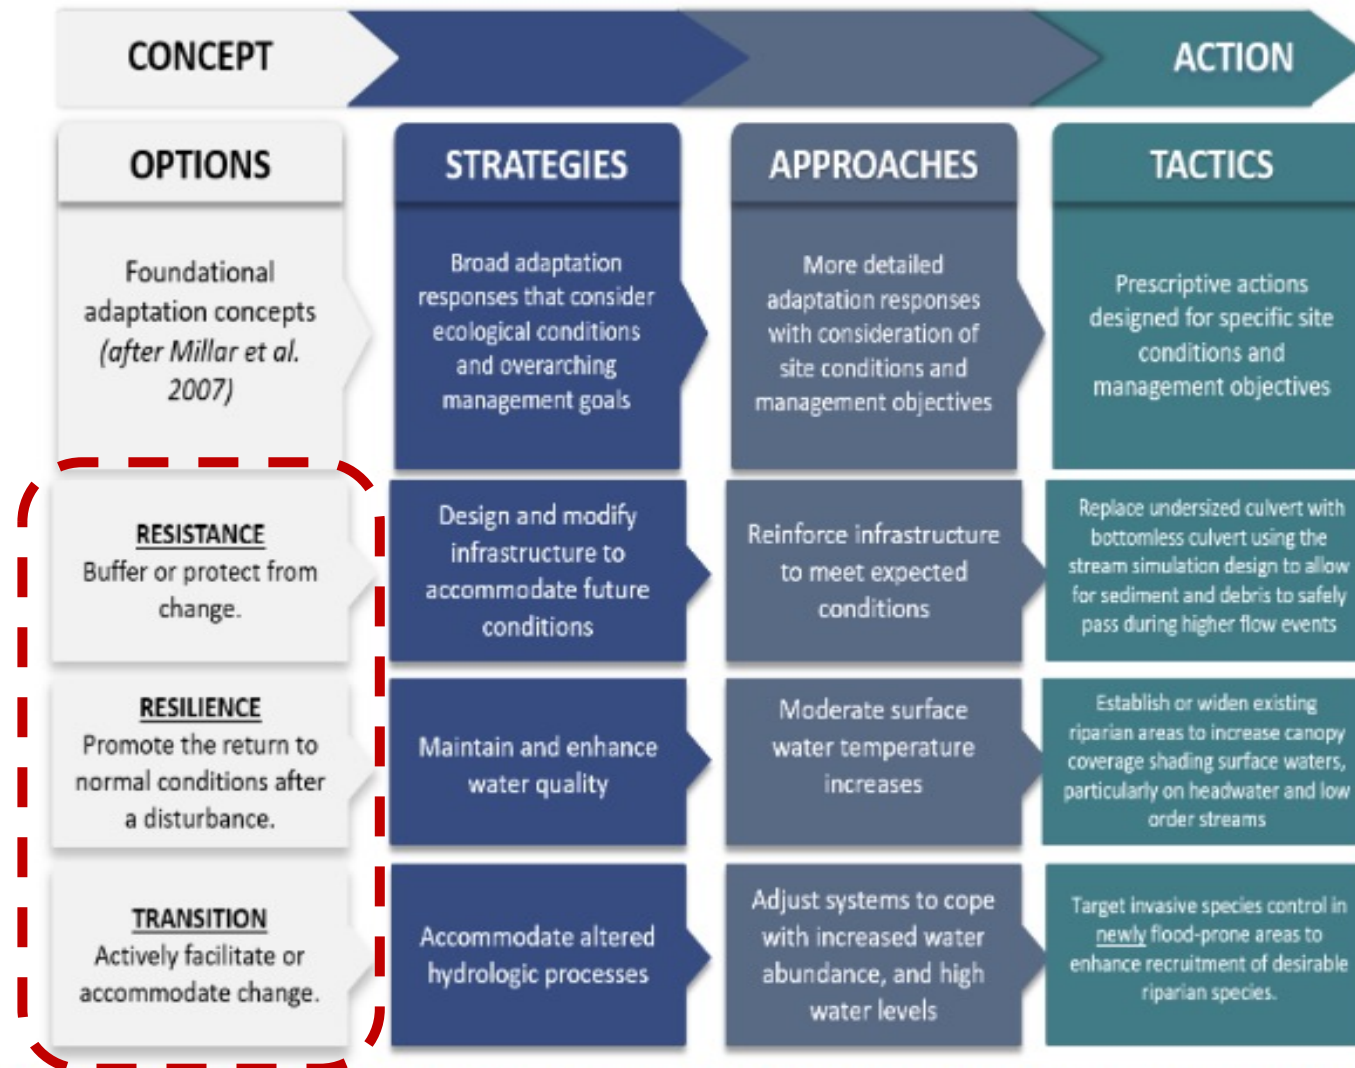 CONCEPT
ACTION
OPTIONS
STRATEGIES
APPROACHES
TACTICS
Foundational
adaptation concepts
(after Millar et al.
2007)
Broad adaptation
responses that consider
ecological conditions
and overarching
management goals
More detailed
adaptation responses
with consideration of
site conditions and
management objectives
Prescriptive actions
designed for specific site
conditions and
management objectives
RESISTANCE
Buffer or protect from
change.
Design and modify
infrastructure to
accommodate future
conditions
Reinforce infrastructure
to meet expected
conditions
Replace undersized culvert with
bottomless culvert using the
stream simulation design to allow
for sediment and debris to safely
pass during higher flow events
RESILIENCE
Promote the return to
normal conditions after
a disturbance.
Maintain and enhance
water quality
Moderate surface
water temperature
increases
Establish or widen existing
riparian areas to increase canopy
coverage shading surface waters,
particularly on headwater and low
order streams
TRANSITION
Actively facilitate or
accommodate change.
Accommodate altered
hydrologic processes
Adjust systems to cope
with increased water
abundance, and high
water levels
Target invasive species control in
newly flood-prone areas to
enhance recruitment of desirable
riparian species.